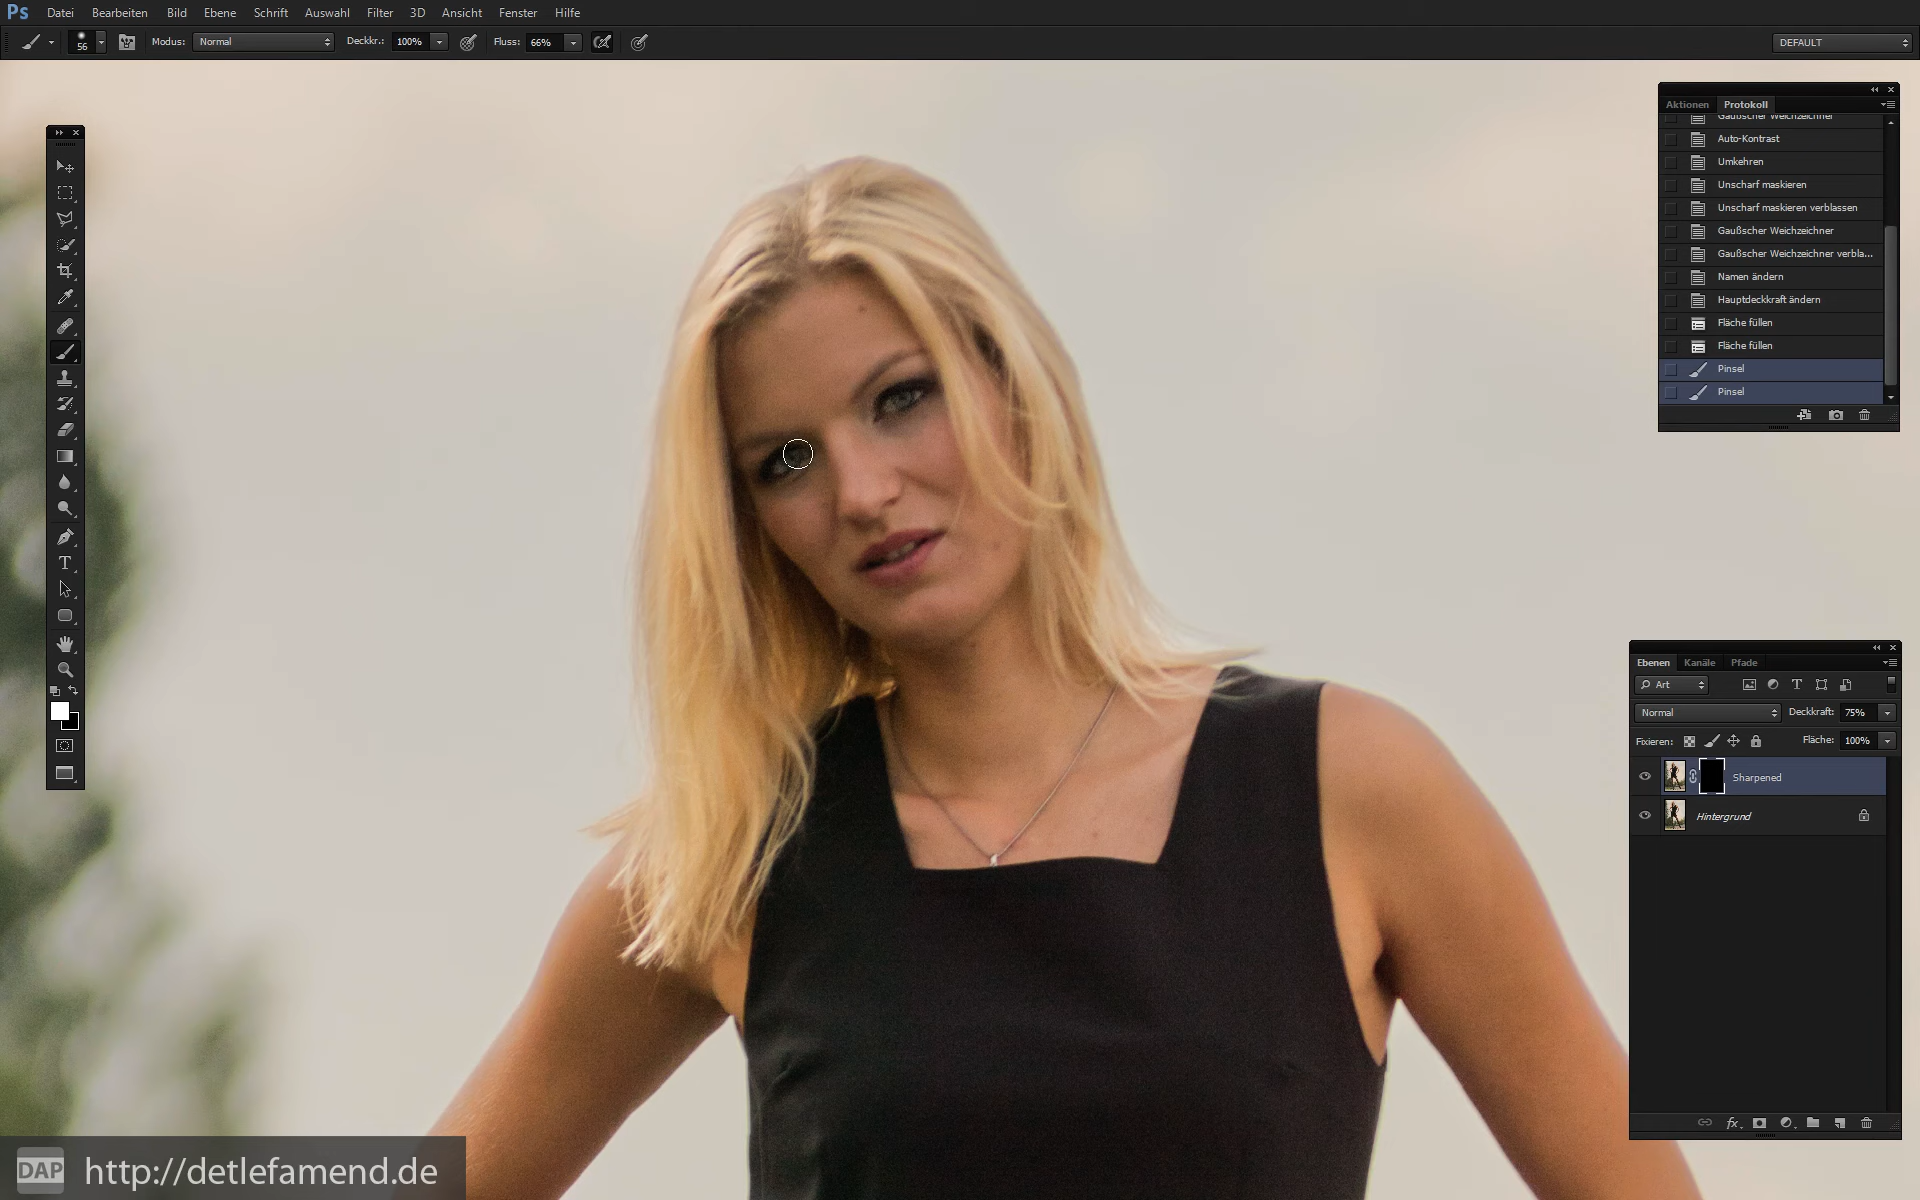 Ps Datei Bearbeiten Bild Ebene Schrift Auswahl Filter 3D Ansicht Fenster Hilfe
56 Modus: Normal Deckkr.: 100% Fluss: 66% DEFAULT
Aktionen Protokoll
Gaußscher Weichzeichner
Auto-Kontrast
Umkehren
Unscharf maskieren
Unscharf maskieren verblassen
Gaußscher Weichzeichner
Gaußscher Weichzeichner verbla...
Namen ändern
Hauptdeckkraft ändern
Fläche füllen
Fläche füllen
Pinsel
Pinsel
Ebenen Kanäle Pfade
Art
Normal Deckkraft: 75%
Fixieren: Fläche: 100%
Sharpened
Hintergrund
DAP http://detlefamend.de